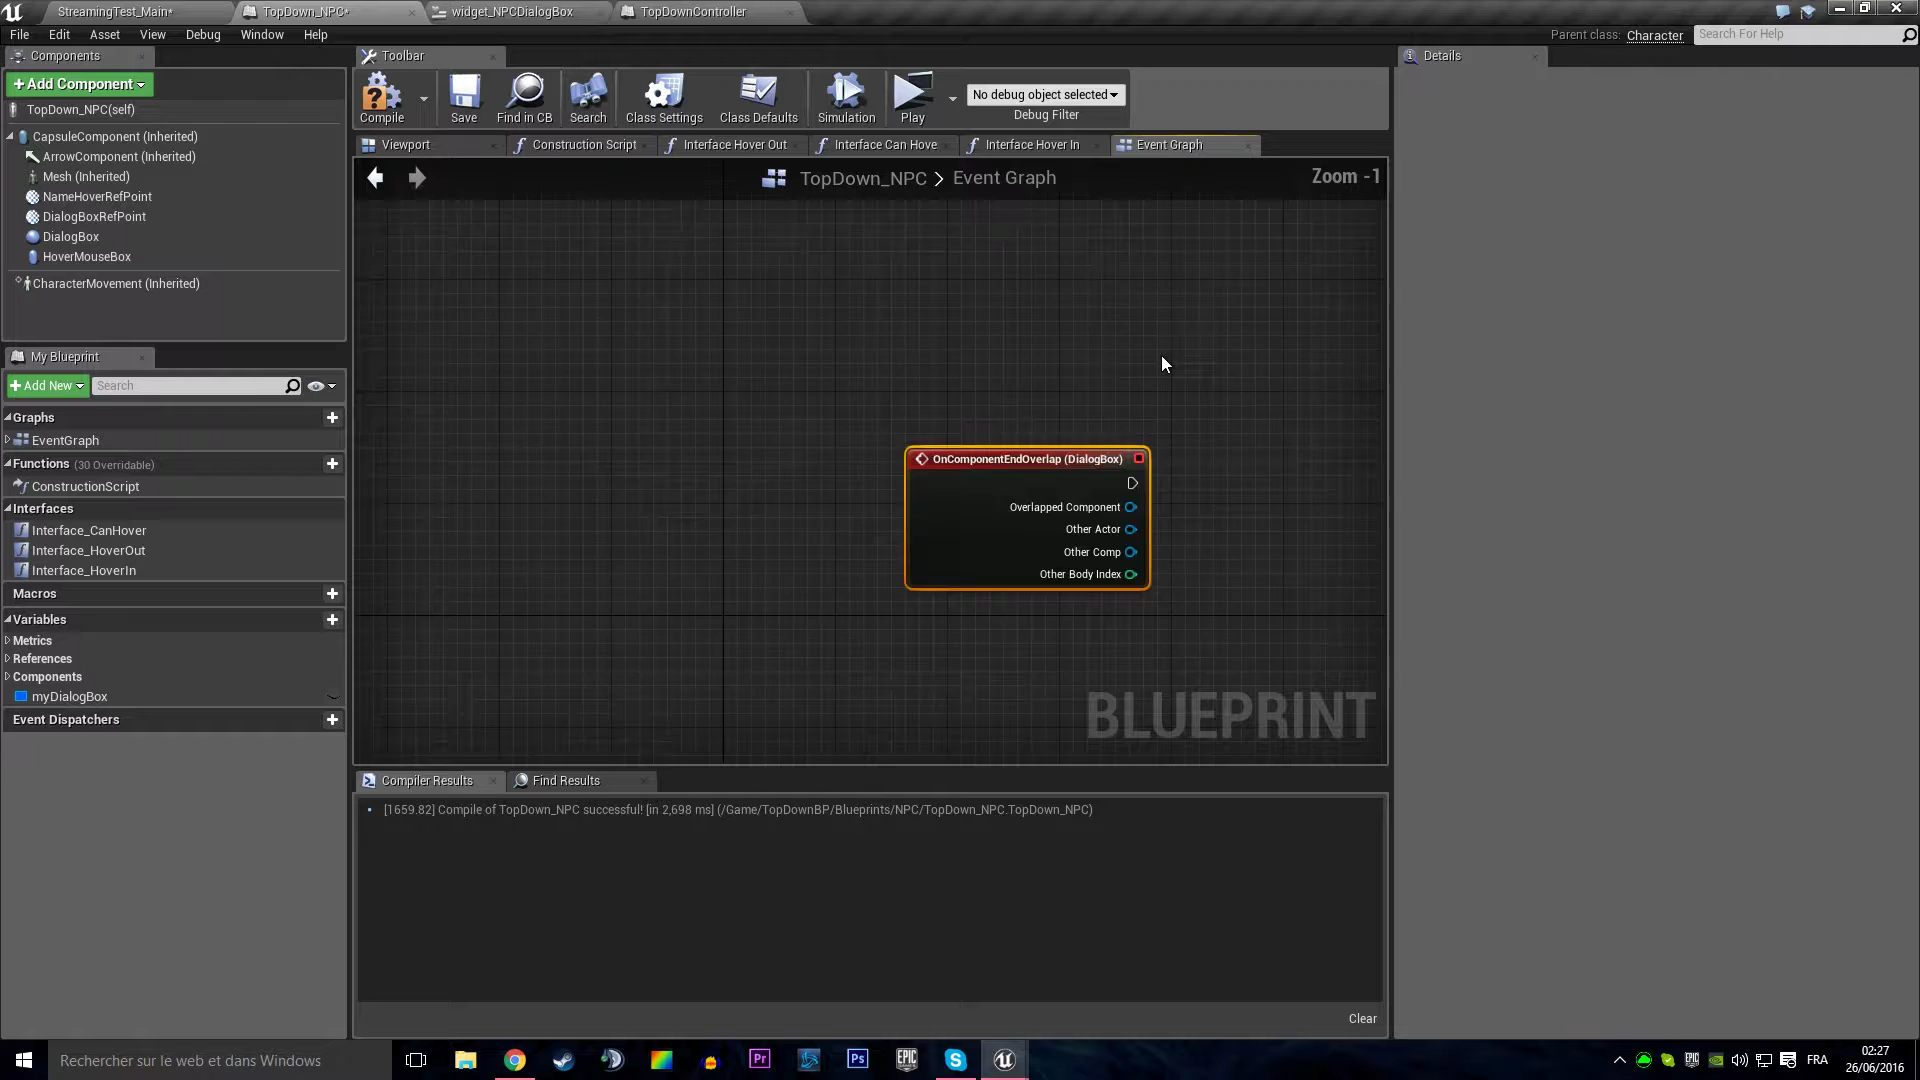 StreamingTest_Main*
TopDown_NPC*
widget_NPCDialogBox
TopDownController
File
Edit
Asset
View
Debug
Window
Help
Parent class: Character
Search For Help
Components
+Add Component
TopDown_NPC(self)
CapsuleComponent (Inherited)
ArrowComponent (Inherited)
Mesh (Inherited)
NameHoverRefPoint
DialogBoxRefPoint
DialogBox
HoverMouseBox
CharacterMovement (Inherited)
My Blueprint
+Add New
Search
Graphs
EventGraph
Functions (30 Overridable)
ConstructionScript
Interfaces
Interface_CanHover
Interface_HoverOut
Interface_HoverIn
Macros
Variables
Metrics
References
Components
myDialogBox
Event Dispatchers
Toolbar
Compile
Save
Find in CB
Search
Class Settings
Class Defaults
Simulation
Play
No debug object selected
Debug Filter
Viewport
Construction Script
Interface Hover Out
Interface Can Hove
Interface Hover In
Event Graph
TopDown_NPC > Event Graph
Zoom -1
OnComponentEndOverlap (DialogBox)
Overlapped Component
Other Actor
Other Comp
Other Body Index
BLUEPRINT
Compiler Results
Find Results
[1659.82] Compile of TopDown_NPC successful! [in 2,698 ms] (/Game/TopDownBP/Blueprints/NPC/TopDown_NPC.TopDown_NPC)
Clear
Details
Rechercher sur le web et dans Windows
Pr
Ps
EPIC
FRA
02:27
26/06/2016